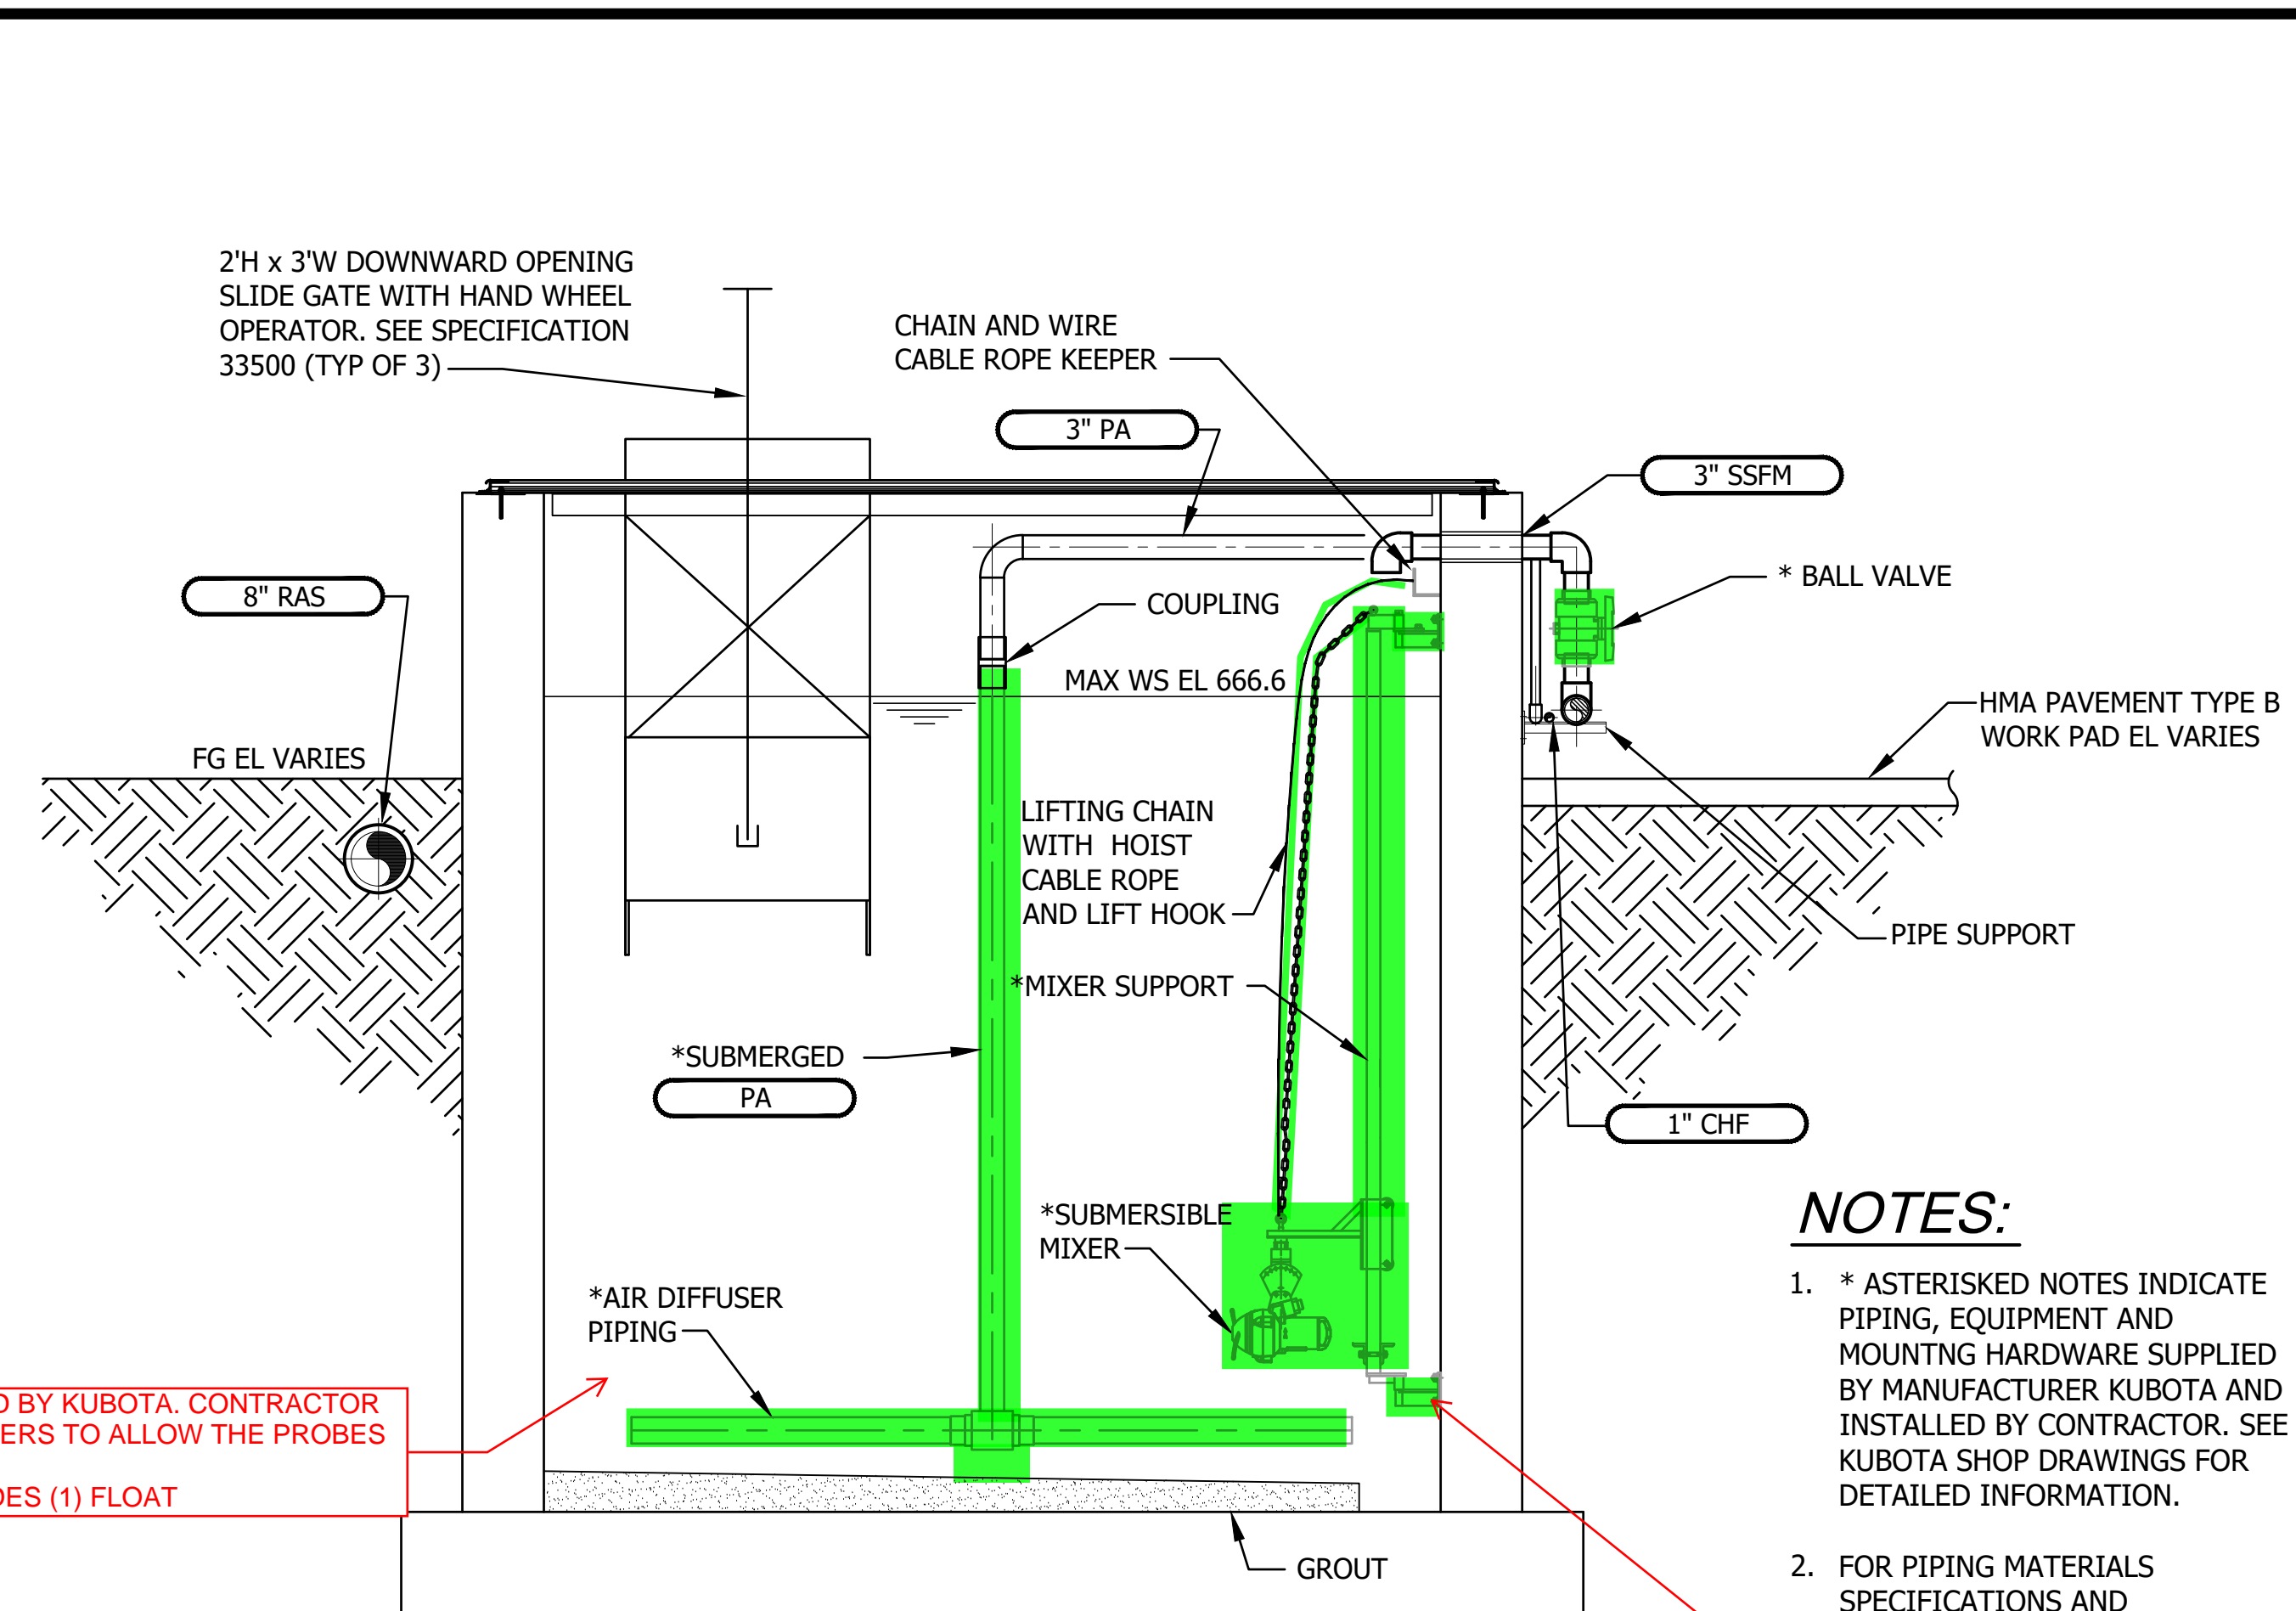 2'H x 3'W DOWNWARD OPENING
SLIDE GATE WITH HAND WHEEL
OPERATOR. SEE SPECIFICATION
33500 (TYP OF 3)
CHAIN AND WIRE
CABLE ROPE KEEPER
3" PA
3" SSFM
8" RAS
COUPLING
* BALL VALVE
MAX WS EL 666.6
HMA PAVEMENT TYPE B
WORK PAD EL VARIES
FG EL VARIES
LIFTING CHAIN
WITH HOIST
CABLE ROPE
AND LIFT HOOK
PIPE SUPPORT
*MIXER SUPPORT
*SUBMERGED
PA
1" CHF
*SUBMERSIBLE
MIXER
*AIR DIFFUSER
PIPING
BY KUBOTA. CONTRACTOR
ERS TO ALLOW THE PROBES
DES (1) FLOAT
GROUT
NOTES:
1. * ASTERISKED NOTES INDICATE
PIPING, EQUIPMENT AND
MOUNTNG HARDWARE SUPPLIED
BY MANUFACTURER KUBOTA AND
INSTALLED BY CONTRACTOR. SEE
KUBOTA SHOP DRAWINGS FOR
DETAILED INFORMATION.
2. FOR PIPING MATERIALS
SPECIFICATIONS AND